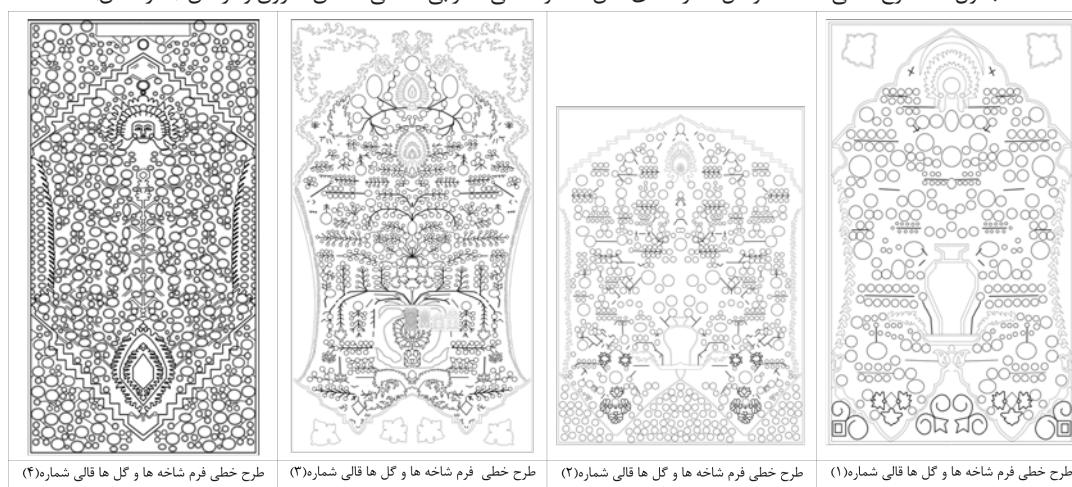 طرح خطی فرم شاخه ها و گل ها قالی شماره(۱)
طرح خطی فرم شاخه ها و گل ها قالی شماره(۲)
طرح خطی فرم شاخه ها و گل ها قالی شماره(۳)
طرح خطی فرم شاخه ها و گل ها قالی شماره(۴)